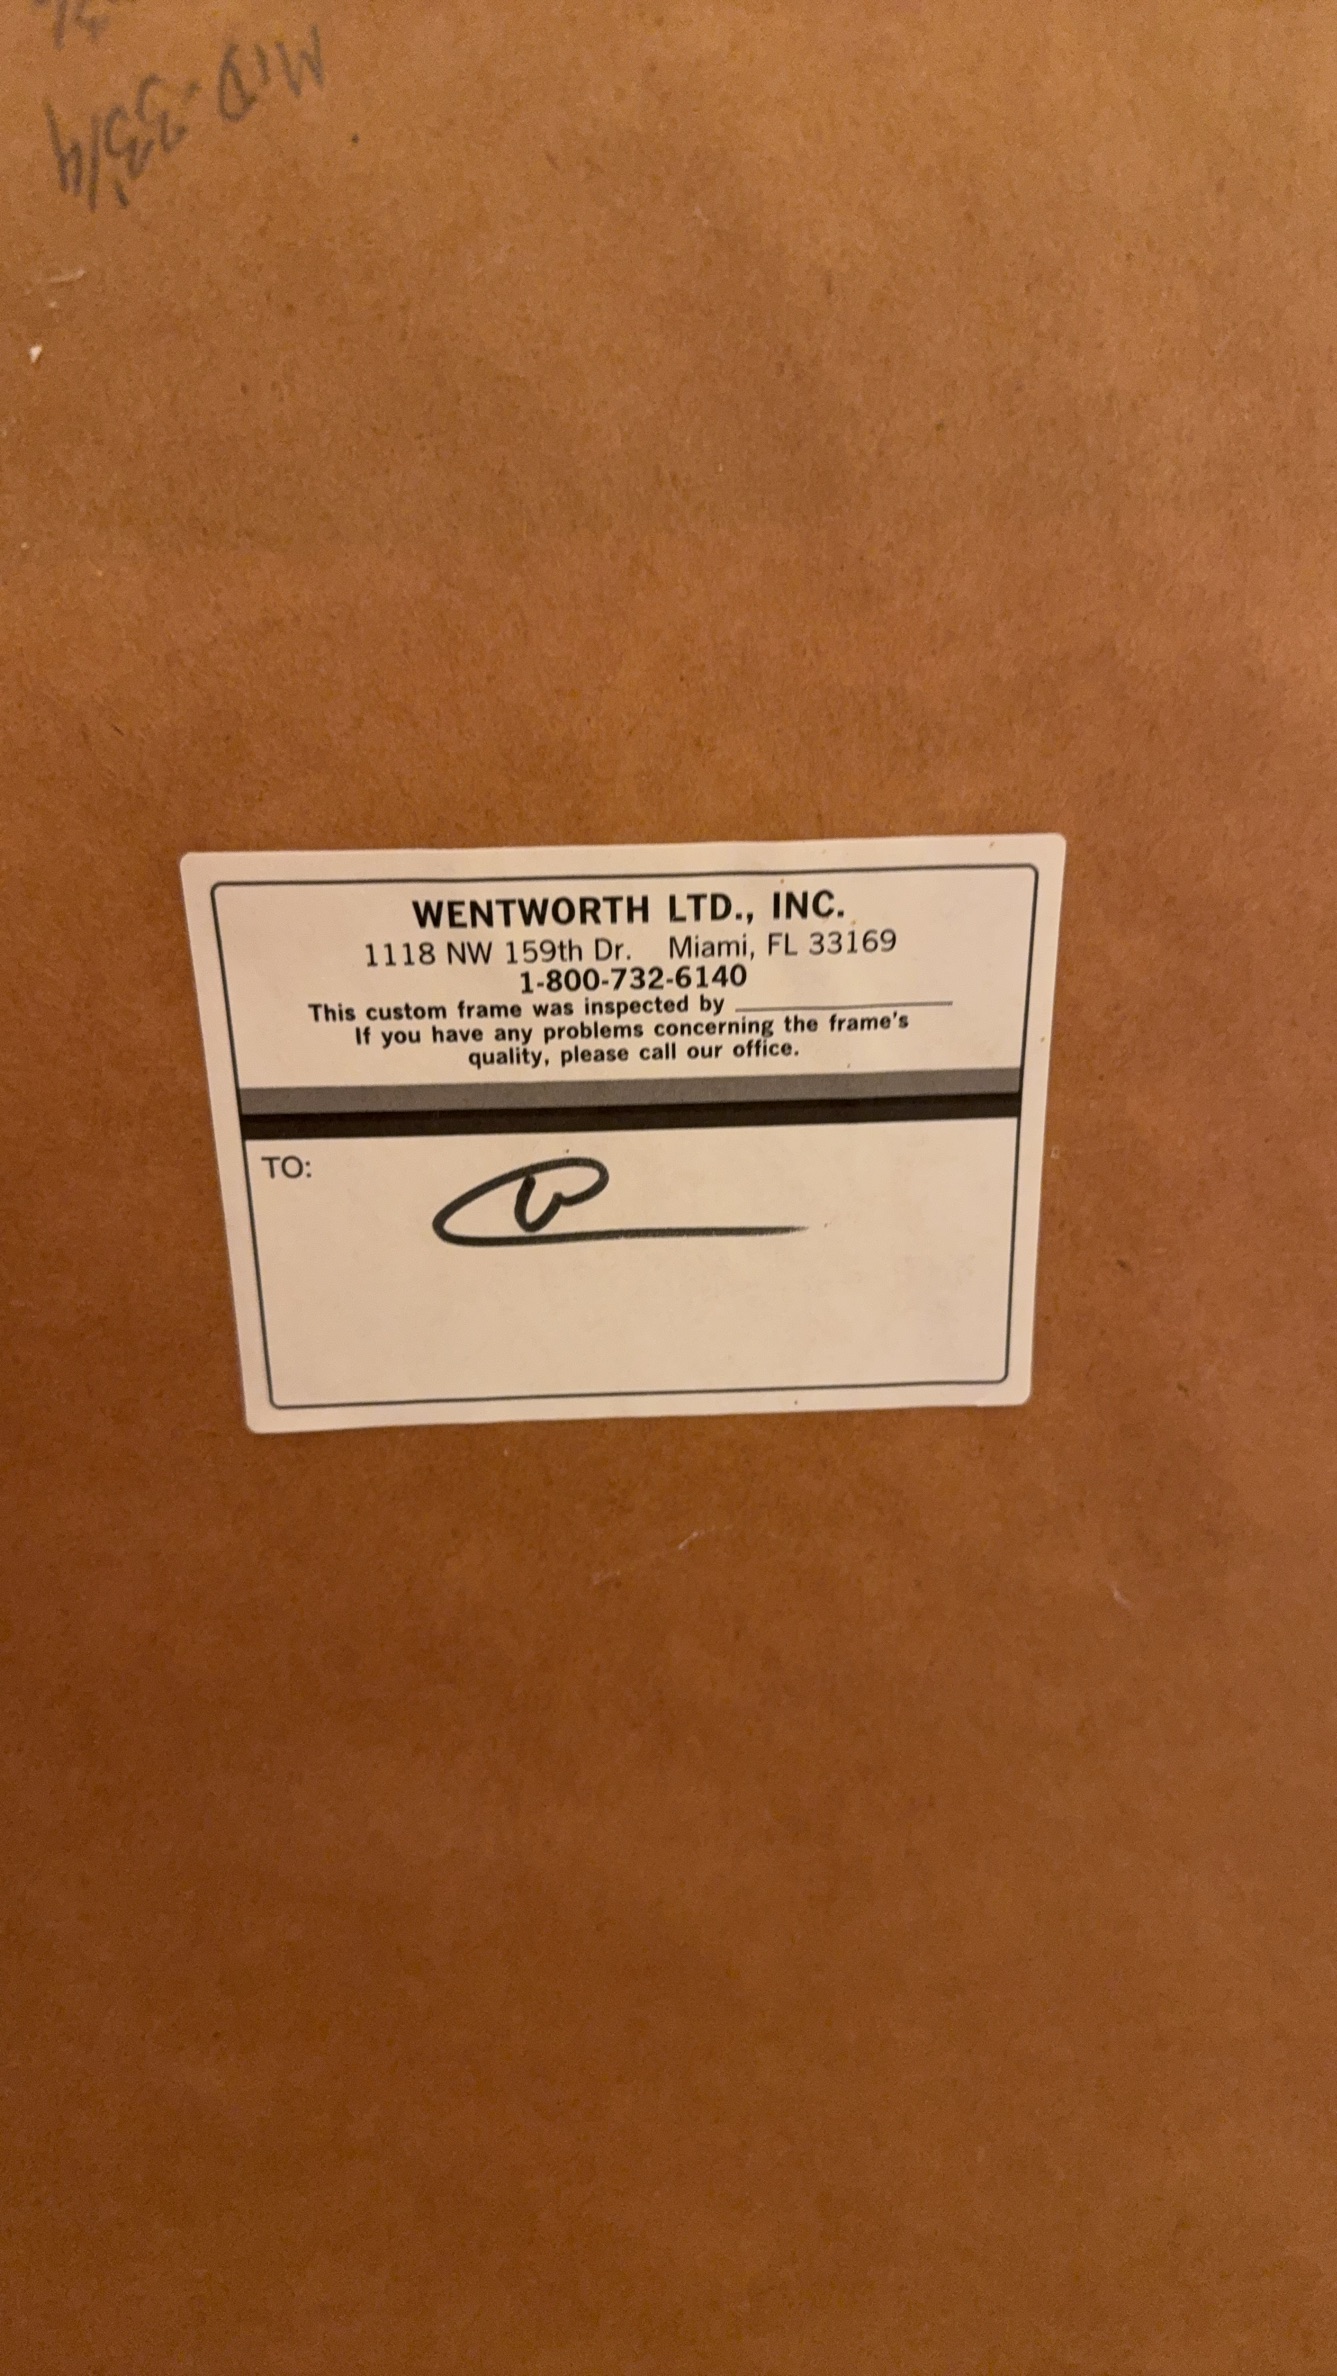 WENTWORTH LTD., INC.
1118 NW 159th Dr. Miami, FL 33169
1-800-732-6140
This custom frame was inspected by
If you have any problems concerning the frame's
quality, please call our office.
TO: